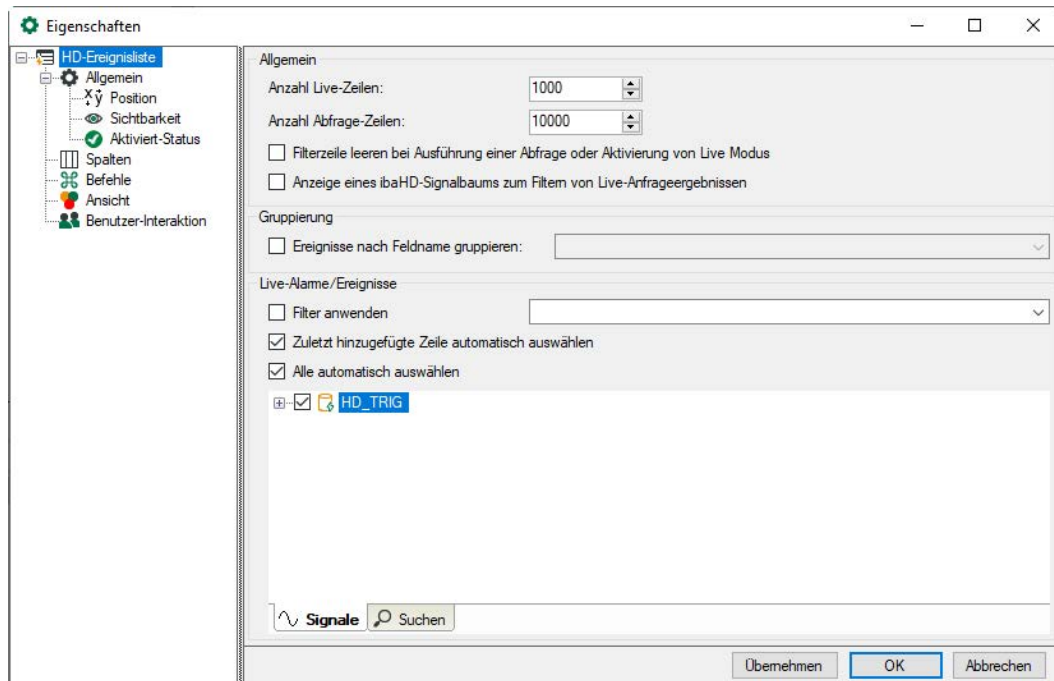 Eigenschaften
HD-Ereignisliste
Allgemein
Position
Sichtbarkeit
Aktiviert-Status
Spalten
Befehle
Ansicht
Benutzer-Interaktion
Allgemein
Anzahl Live-Zeilen: 1000
Anzahl Abfrage-Zeilen: 10000
Filterzeile leeren bei Ausführung einer Abfrage oder Aktivierung von Live Modus
Anzeige eines ibaHD-Signalbaums zum Filtern von Live-Anfrageergebnissen
Gruppierung
Ereignisse nach Feldname gruppieren:
Live-Alarme/Ereignisse
Filter anwenden
Zuletzt hinzugefügte Zeile automatisch auswählen
Alle automatisch auswählen
HD_TRIG
Signale Suchen
Übernehmen OK Abbrechen